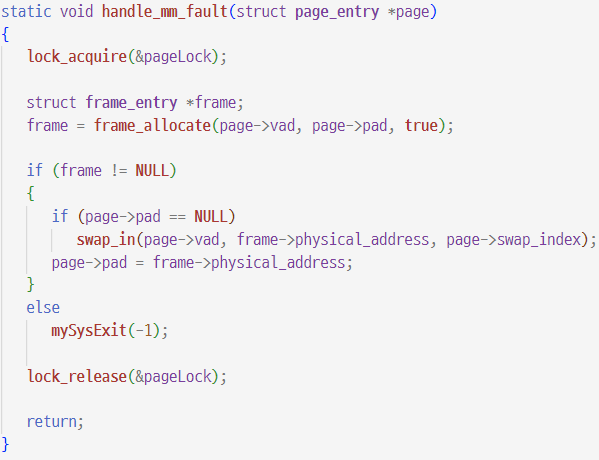 static void handle_mm_fault(struct page_entry *page)
{
lock_acquire(&pageLock);
struct frame_entry *frame;
frame = frame_allocate(page->vad, page->pad, true);
if (frame != NULL)
{
if (page->pad == NULL)
swap_in(page->vad, frame->physical_address, page->swap_index);
page->pad = frame->physical_address;
}
else
mySysExit(-1);
lock_release(&pageLock);
return;
}